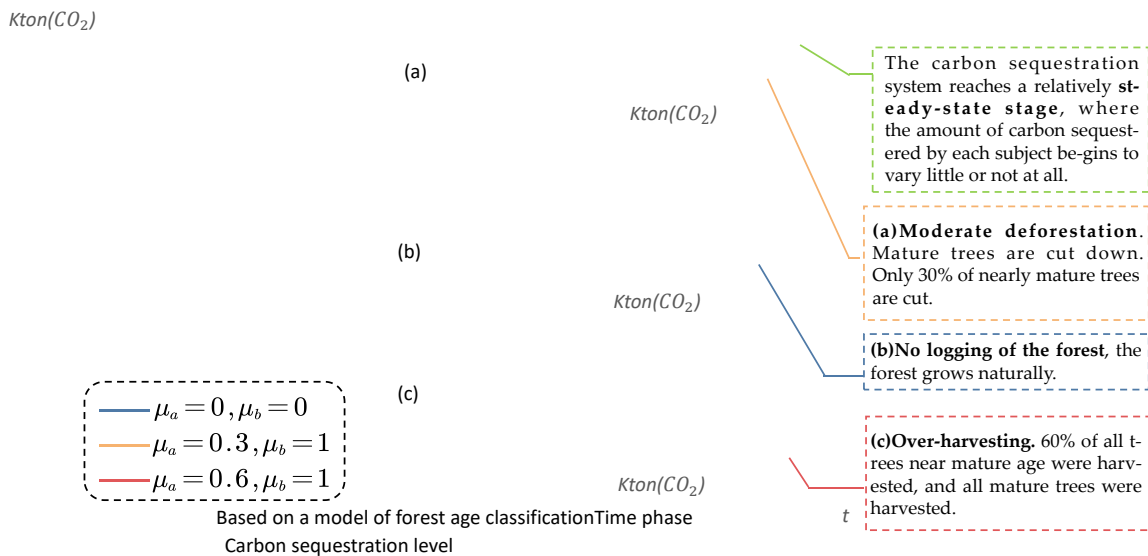 Kton(CO₂)
(a)
Kton(CO₂)
The carbon sequestration
system reaches a relatively st-
eady-state stage, where
the amount of carbon sequest-
ered by each subject be-gins to
vary little or not at all.
(a)Moderate deforestation.
Mature trees are cut down.
Only 30% of nearly mature trees
are cut.
(b)
Kton(CO₂)
(b)No logging of the forest, the
forest grows naturally.
(c)
μₐ = 0, μ_b = 0
μₐ = 0.3, μ_b = 1
μₐ = 0.6, μ_b = 1
(c)Over-harvesting. 60% of all t-
rees near mature age were harv-
ested, and all mature trees were
harvested.
Kton(CO₂)
Based on a model of forest age classificationTime phase
t
Carbon sequestration level